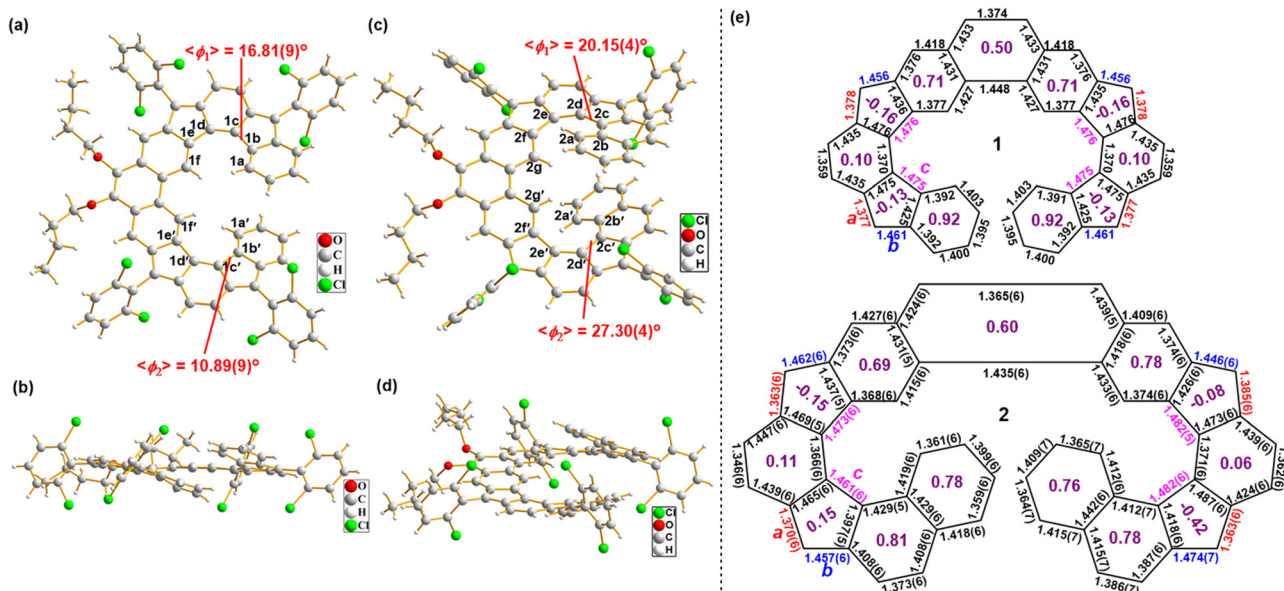 (a)
<ϕ1> = 16.81(9)º
1d
1c
1e
1b
1f
1a
1a'
1f'
1b'
1e'
1d'
1c'
<ϕ2> = 10.89(9)º
O
C
H
Cl
(b)
O
C
H
Cl
(c)
<ϕ1> = 20.15(4)º
2d
2e
2c
2f
2a
2b
2g
2g'
2a'
2b'
2f'
2c'
2e'
2d'
<ϕ2> = 27.30(4)º
Cl
O
C
H
(d)
Cl
O
C
H
(e)
1.374
1.433
1.433
0.50
1.418
1.418
1.376
1.376
1.431
1.431
0.71
0.71
1.448
1.456
1.456
1.377
1.427
1.427
1.377
1.378
1.436
1.435
1.378
-0.16
-0.16
1.476
1.476
1.476
1.476
1
1.435
1.435
1.359
0.10
1.370
1.370
0.10
1.359
1.435
1.435
c
1.475
1.475
1.475
1.475
a
1.377
-0.13
1.403
1.403
-0.13
1.377
1.392
1.391
1.425
1.425
b
1.461
0.92
1.395
1.395
0.92
1.461
1.392
1.392
1.400
1.400
1.365(6)
1.424(6)
1.439(5)
0.60
1.427(6)
1.409(6)
1.373(6)
1.374(6)
1.431(5)
1.418(6)
0.69
0.78
1.435(6)
1.462(6)
1.446(6)
1.368(6)
1.415(6)
1.433(6)
1.374(6)
1.363(6)
1.437(5)
1.426(6)
1.385(6)
-0.15
-0.08
2
1.469(5)
1.473(6)
1.482(5)
1.473(6)
1.447(6)
1.439(6)
1.346(6)
0.11
1.366(6)
1.371(6)
0.06
1.439(6)
1.424(6)
c
1.461(6)
1.482(6)
1.465(6)
1.487(6)
a
1.370(6)
0.15
-0.42
1.363(6)
1.397(5)
1.418(6)
b
1.457(6)
1.474(7)
1.361(6)
1.399(6)
1.419(6)
0.78
1.359(6)
1.429(5)
1.429(6)
1.418(6)
0.81
1.408(6)
1.408(6)
1.373(6)
1.365(7)
1.409(7)
1.412(6)
0.76
1.364(7)
1.442(6)
1.412(7)
1.415(7)
0.78
1.415(7)
1.387(6)
1.386(7)